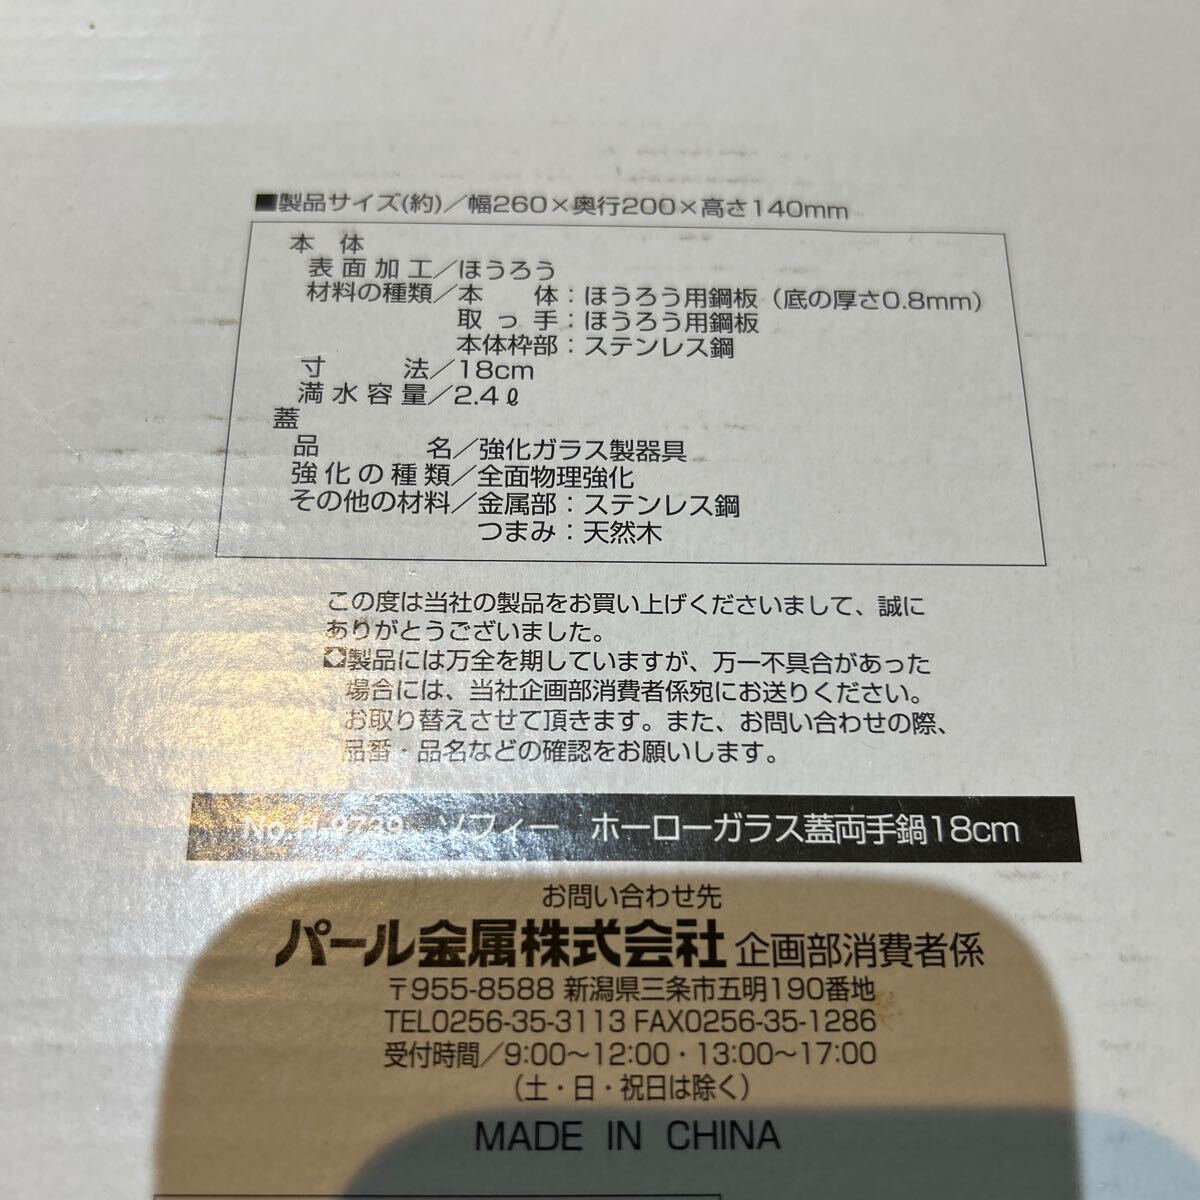 ■製品サイズ(約)／幅260×奥行200×高さ140mm
本 体
表面加工／ほうろう
材料の種類／本 体：ほうろう用鋼板（底の厚さ0.8mm）
取っ手：ほうろう用鋼板
本体枠部：ステンレス鋼
寸 法／18cm
満水容量／2.4ℓ
蓋
品 名／強化ガラス製器具
強化の種類／全面物理強化
その他の材料／金属部：ステンレス鋼
つまみ：天然木
この度は当社の製品をお買い上げくださいまして、誠に
ありがとうございました。
製品には万全を期していますが、万一不具合があった
場合には、当社企画部消費者係宛にお送りください。
お取り替えさせて頂きます。また、お問い合わせの際、
品番・品名などの確認をお願いします。
No.H-9729 ソフィー ホーローガラス蓋両手鍋18cm
お問い合わせ先
パール金属株式会社 企画部消費者係
〒955-8588 新潟県三条市五明190番地
TEL0256-35-3113 FAX0256-35-1286
受付時間／9:00～12:00・13:00～17:00
（土・日・祝日は除く）
MADE IN CHINA